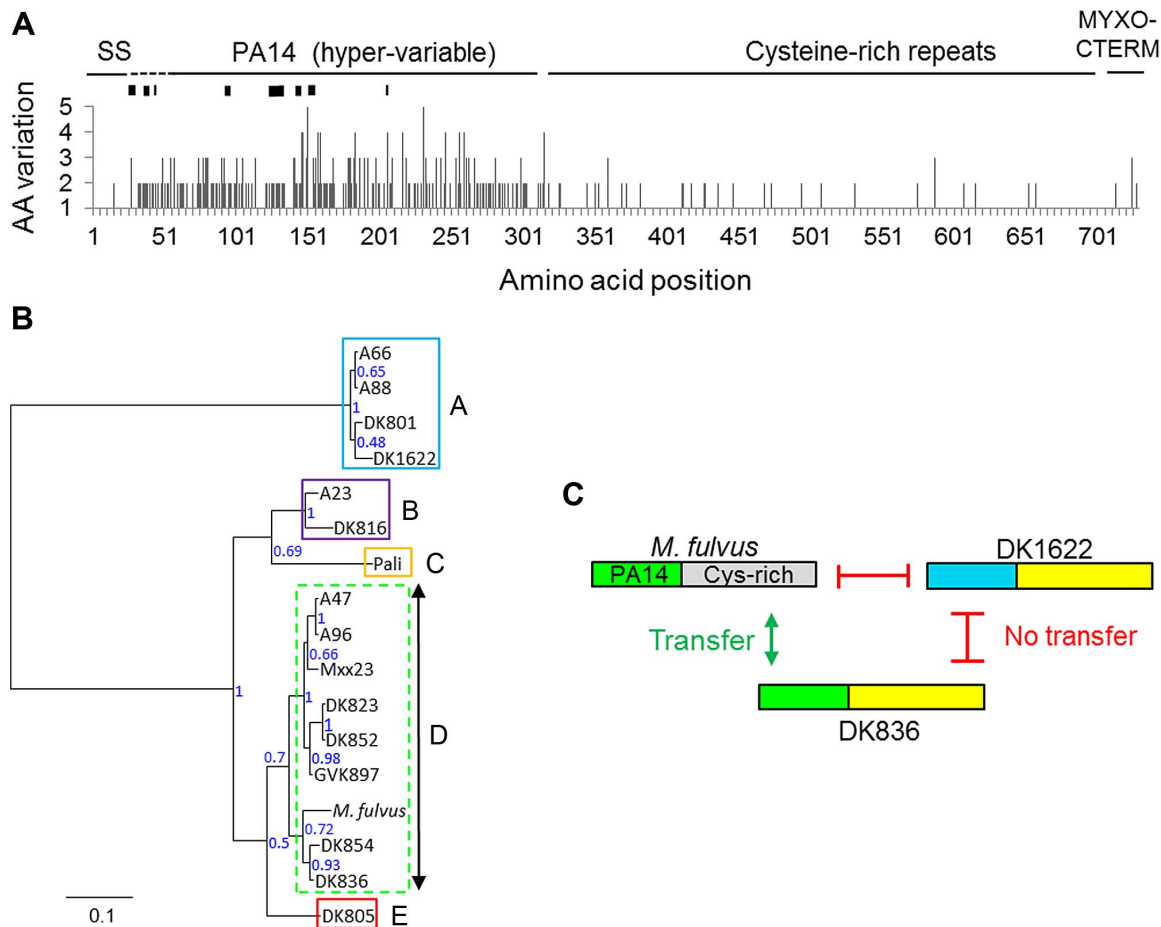 A
SS
PA14 (hyper-variable)
Cysteine-rich repeats
MYXO-
CTERM
AA variation
5
4
3
2
1
1 51 101 151 201 251 301 351 401 451 501 551 601 651 701
Amino acid position
B
A66
0.65
A88
1
DK801
0.48
DK1622
A
A23
1
DK816
B
0.69
Pali
C
A47
1
A96
0.66
Mxx23
1
DK823
1
DK852
0.98
GVK897
D
1
0.7
M. fulvus
0.72
DK854
0.93
DK836
0.5
DK805
E
0.1
C
M. fulvus
PA14
Cys-rich
DK1622
Transfer
No transfer
DK836